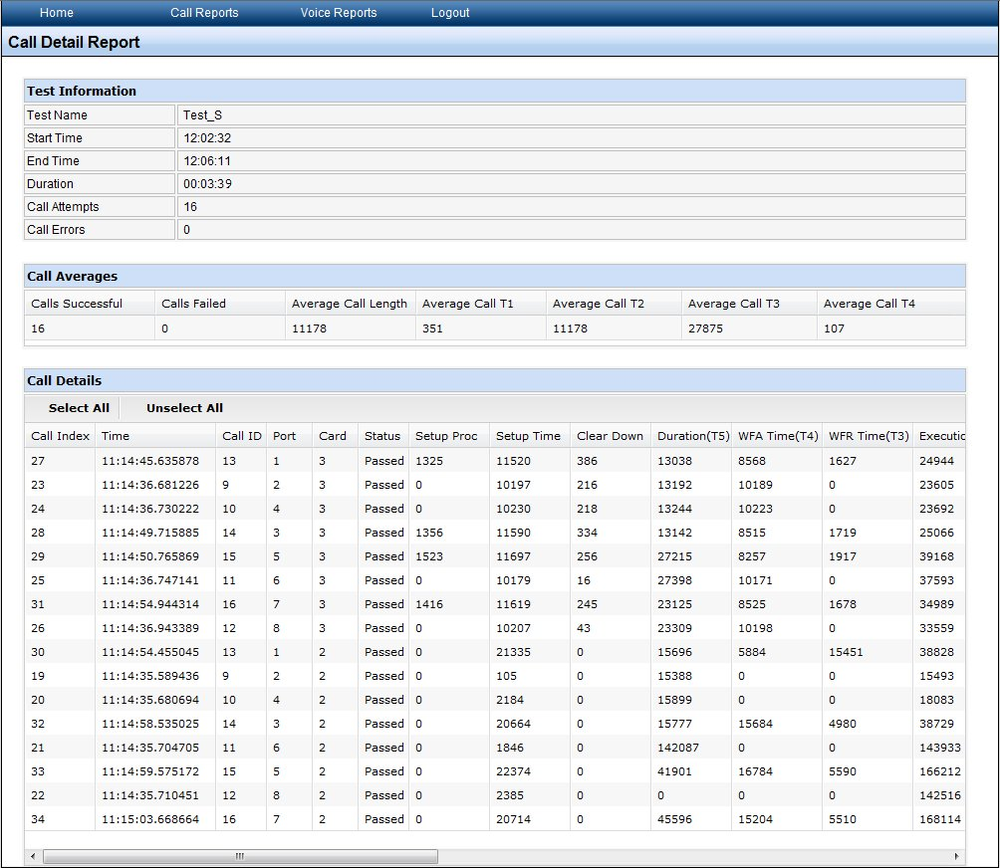 Home Call Reports Voice Reports Logout
Call Detail Report
Test Information
Test Name Test_S
Start Time 12:02:32
End Time 12:06:11
Duration 00:03:39
Call Attempts 16
Call Errors 0
Call Averages
Calls Successful Calls Failed Average Call Length Average Call T1 Average Call T2 Average Call T3 Average Call T4
16 0 11178 351 11178 27875 107
Call Details
Select All Unselect All
Call Index Time Call ID Port Card Status Setup Proc Setup Time Clear Down Duration(T5) WFA Time(T4) WFR Time(T3) Executio
27 11:14:45.635878 13 1 3 Passed 1325 11520 386 13038 8568 1627 24944
23 11:14:36.681226 9 2 3 Passed 0 10197 216 13192 10189 0 23605
24 11:14:36.730222 10 4 3 Passed 0 10230 218 13244 10223 0 23692
28 11:14:49.715885 14 3 3 Passed 1356 11590 334 13142 8515 1719 25066
29 11:14:50.765869 15 5 3 Passed 1523 11697 256 27215 8257 1917 39168
25 11:14:36.747141 11 6 3 Passed 0 10179 16 27398 10171 0 37593
31 11:14:54.944314 16 7 3 Passed 1416 11619 245 23125 8525 1678 34989
26 11:14:36.943389 12 8 3 Passed 0 10207 43 23309 10198 0 33559
30 11:14:54.455045 13 1 2 Passed 0 21335 0 15696 5884 15451 38828
19 11:14:35.589436 9 2 2 Passed 0 105 0 15388 0 0 15493
20 11:14:35.680694 10 4 2 Passed 0 2184 0 15899 0 0 18083
32 11:14:58.535025 14 3 2 Passed 0 20664 0 15777 15684 4980 38729
21 11:14:35.704705 11 6 2 Passed 0 1846 0 142087 0 0 143933
33 11:14:59.575172 15 5 2 Passed 0 22374 0 41901 16784 5590 166212
22 11:14:35.710451 12 8 2 Passed 0 2385 0 0 0 0 142516
34 11:15:03.668664 16 7 2 Passed 0 20714 0 45596 15204 5510 168114